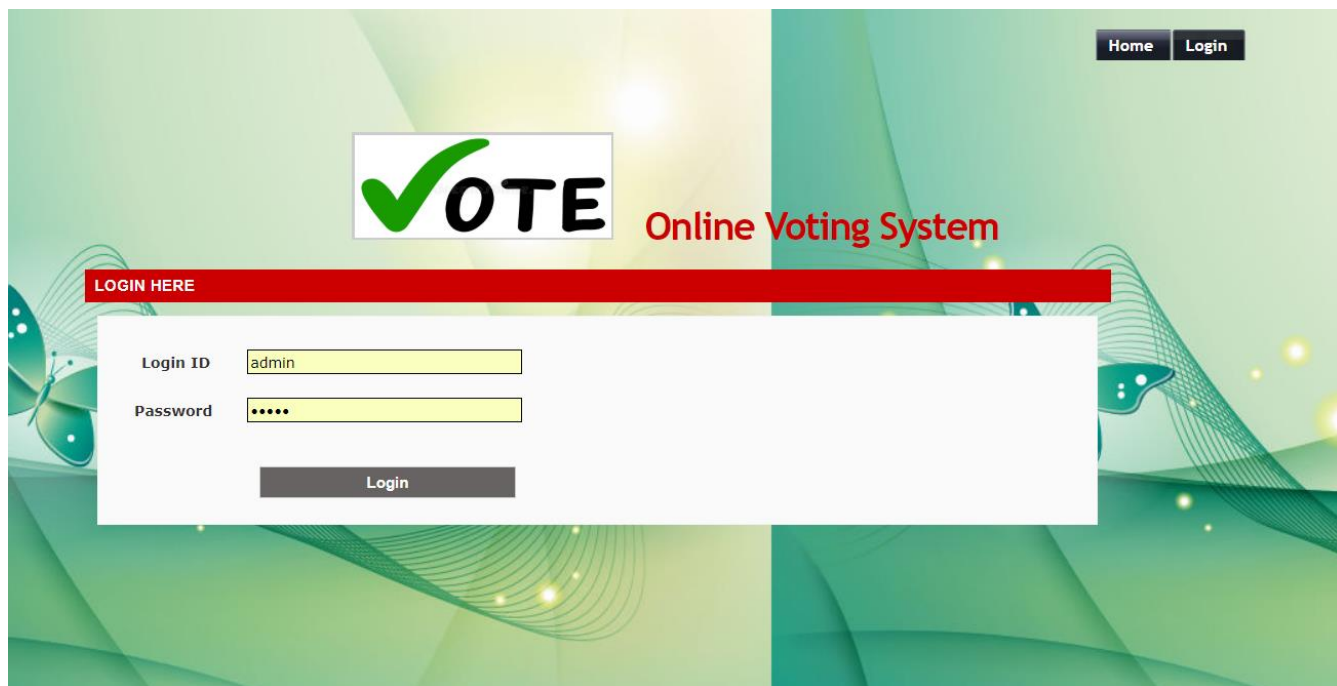 Home Login
VOTE
Online Voting System
LOGIN HERE
Login ID admin
Password •••••
Login